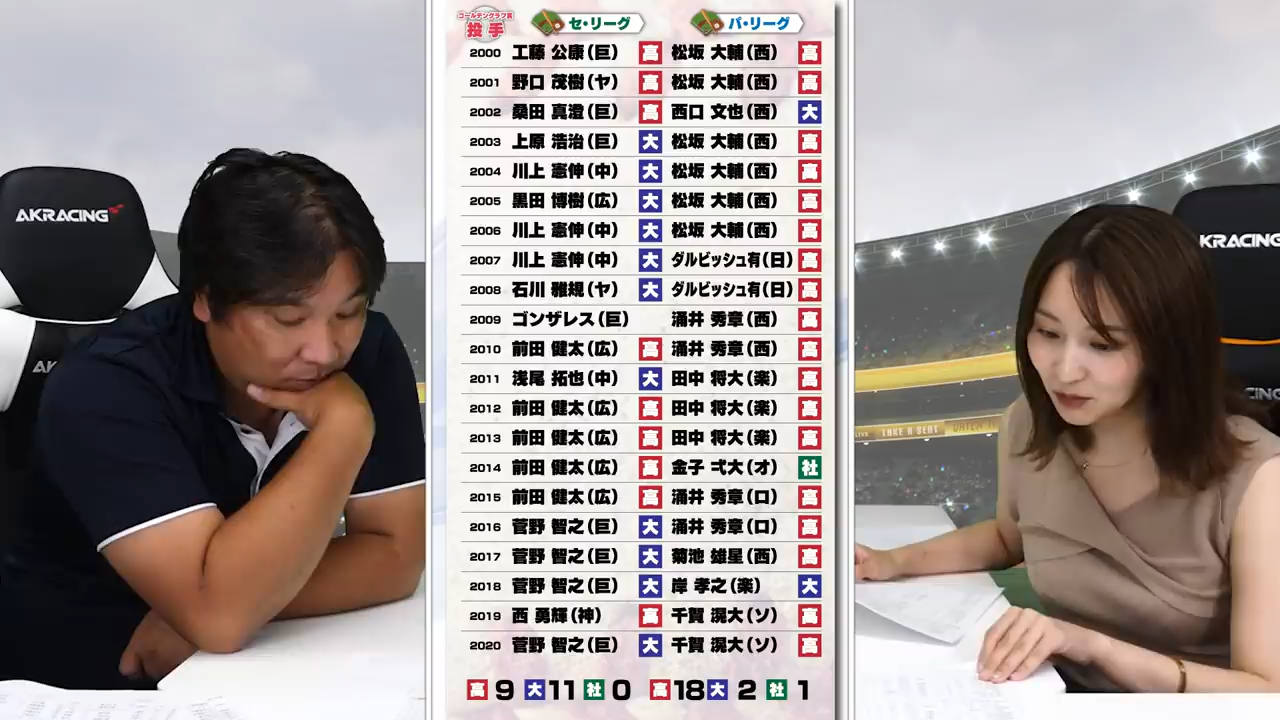 ゴールデングラブ賞
投手 セ・リーグ パ・リーグ
2000 工藤 公康(巨) 高 松坂 大輔(西) 高
2001 野口 茂樹(ヤ) 高 松坂 大輔(西) 高
2002 桑田 真澄(巨) 高 西口 文也(西) 大
2003 上原 浩治(巨) 大 松坂 大輔(西) 高
2004 川上 憲伸(中) 大 松坂 大輔(西) 高
2005 黒田 博樹(広) 大 松坂 大輔(西) 高
2006 川上 憲伸(中) 大 松坂 大輔(西) 高
2007 川上 憲伸(中) 大 ダルビッシュ有(日) 高
2008 石川 雅規(ヤ) 大 ダルビッシュ有(日) 高
2009 ゴンザレス(巨) 涌井 秀章(西) 高
2010 前田 健太(広) 高 涌井 秀章(西) 高
2011 浅尾 拓也(中) 大 田中 将大(楽) 高
2012 前田 健太(広) 高 田中 将大(楽) 高
2013 前田 健太(広) 高 田中 将大(楽) 高
2014 前田 健太(広) 高 金子 弌大(オ) 社
2015 前田 健太(広) 高 涌井 秀章(ロ) 高
2016 菅野 智之(巨) 大 涌井 秀章(ロ) 高
2017 菅野 智之(巨) 大 菊池 雄星(西) 高
2018 菅野 智之(巨) 大 岸 孝之(楽) 大
2019 西 勇輝(神) 高 千賀 滉大(ソ) 高
2020 菅野 智之(巨) 大 千賀 滉大(ソ) 高
高 9 大 11 社 0 高 18 大 2 社 1
AKRACING
AK
KRACING
CING
LIVE TAKE A SEAT